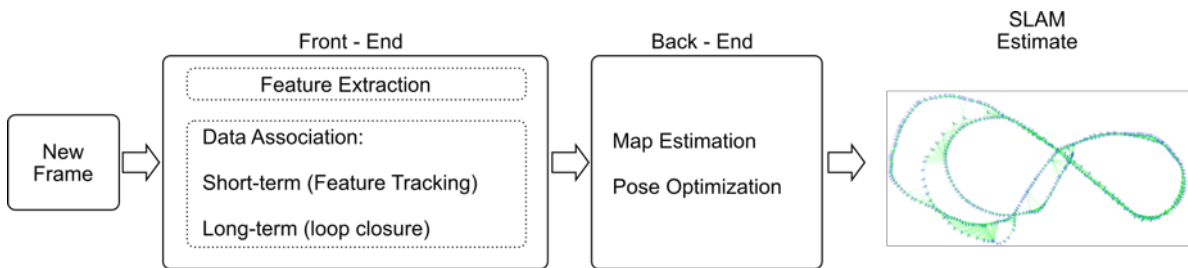 New
Frame
Front - End
Feature Extraction
Data Association:
Short-term (Feature Tracking)
Long-term (loop closure)
Back - End
Map Estimation
Pose Optimization
SLAM
Estimate